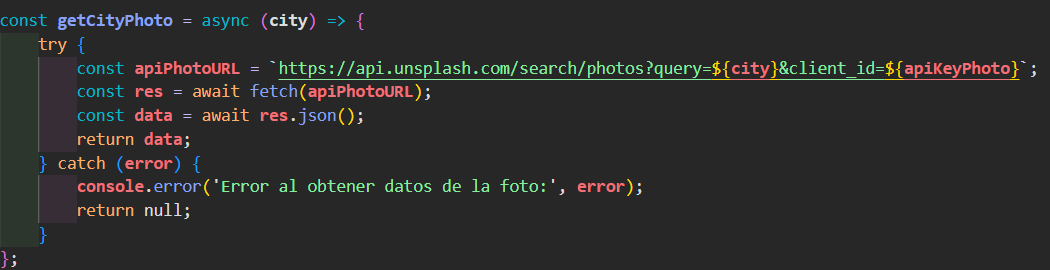 const getCityPhoto = async (city) => {
    try {
        const apiPhotoURL = `https://api.unsplash.com/search/photos?query=${city}&client_id=${apiKeyPhoto}`;
        const res = await fetch(apiPhotoURL);
        const data = await res.json();
        return data;
    } catch (error) {
        console.error('Error al obtener datos de la foto:', error);
        return null;
    }
};